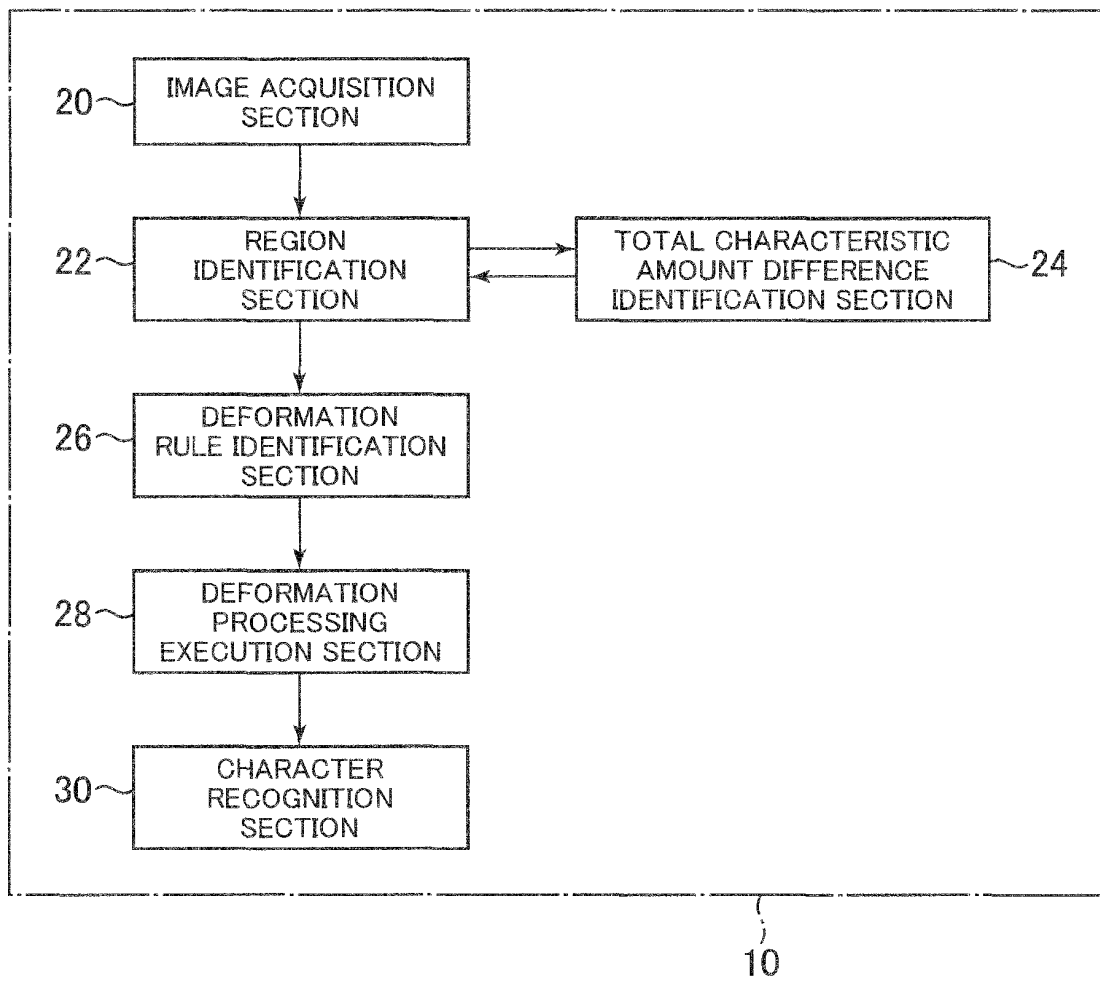 20
IMAGE ACQUISITION
SECTION
22
REGION
IDENTIFICATION
SECTION
TOTAL CHARACTERISTIC
AMOUNT DIFFERENCE
IDENTIFICATION SECTION
24
26
DEFORMATION
RULE IDENTIFICATION
SECTION
28
DEFORMATION
PROCESSING
EXECUTION SECTION
30
CHARACTER
RECOGNITION
SECTION
10